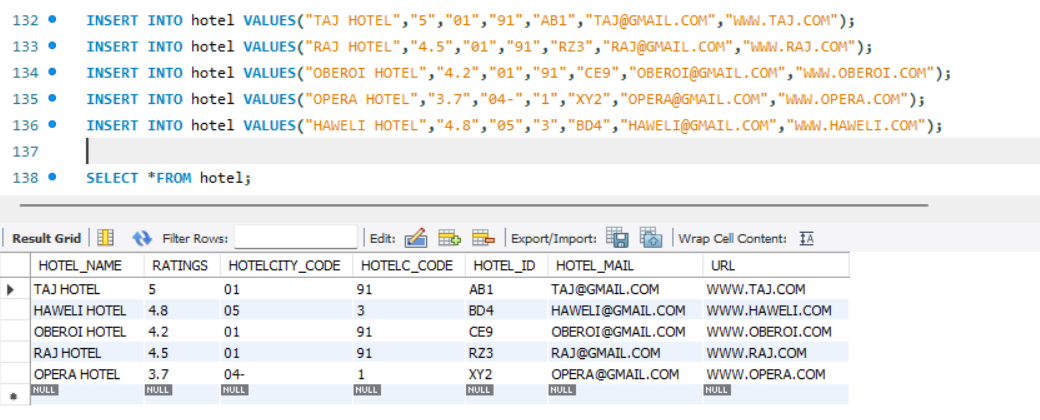 132 INSERT INTO hotel VALUES("TAJ HOTEL","5","01","91","AB1","TAJ@GMAIL.COM","WWW.TAJ.COM");
133 INSERT INTO hotel VALUES("RAJ HOTEL","4.5","01","91","RZ3","RAJ@GMAIL.COM","WWW.RAJ.COM");
134 INSERT INTO hotel VALUES("OBEROI HOTEL","4.2","01","91","CE9","OBEROI@GMAIL.COM","WWW.OBEROI.COM");
135 INSERT INTO hotel VALUES("OPERA HOTEL","3.7","04-","1","XY2","OPERA@GMAIL.COM","WWW.OPERA.COM");
136 INSERT INTO hotel VALUES("HAWELI HOTEL","4.8","05","3","BD4","HAWELI@GMAIL.COM","WWW.HAWELI.COM");
137
138 SELECT *FROM hotel;
Result Grid Filter Rows: Edit: Export/Import: Wrap Cell Content: IA
HOTEL_NAME RATINGS HOTELCITY_CODE HOTELC_CODE HOTEL_ID HOTEL_MAIL URL
TAJ HOTEL 5 01 91 AB1 TAJ@GMAIL.COM WWW.TAJ.COM
HAWELI HOTEL 4.8 05 3 BD4 HAWELI@GMAIL.COM WWW.HAWELI.COM
OBEROI HOTEL 4.2 01 91 CE9 OBEROI@GMAIL.COM WWW.OBEROI.COM
RAJ HOTEL 4.5 01 91 RZ3 RAJ@GMAIL.COM WWW.RAJ.COM
OPERA HOTEL 3.7 04- 1 XY2 OPERA@GMAIL.COM WWW.OPERA.COM
NULL NULL NULL NULL NULL NULL NULL